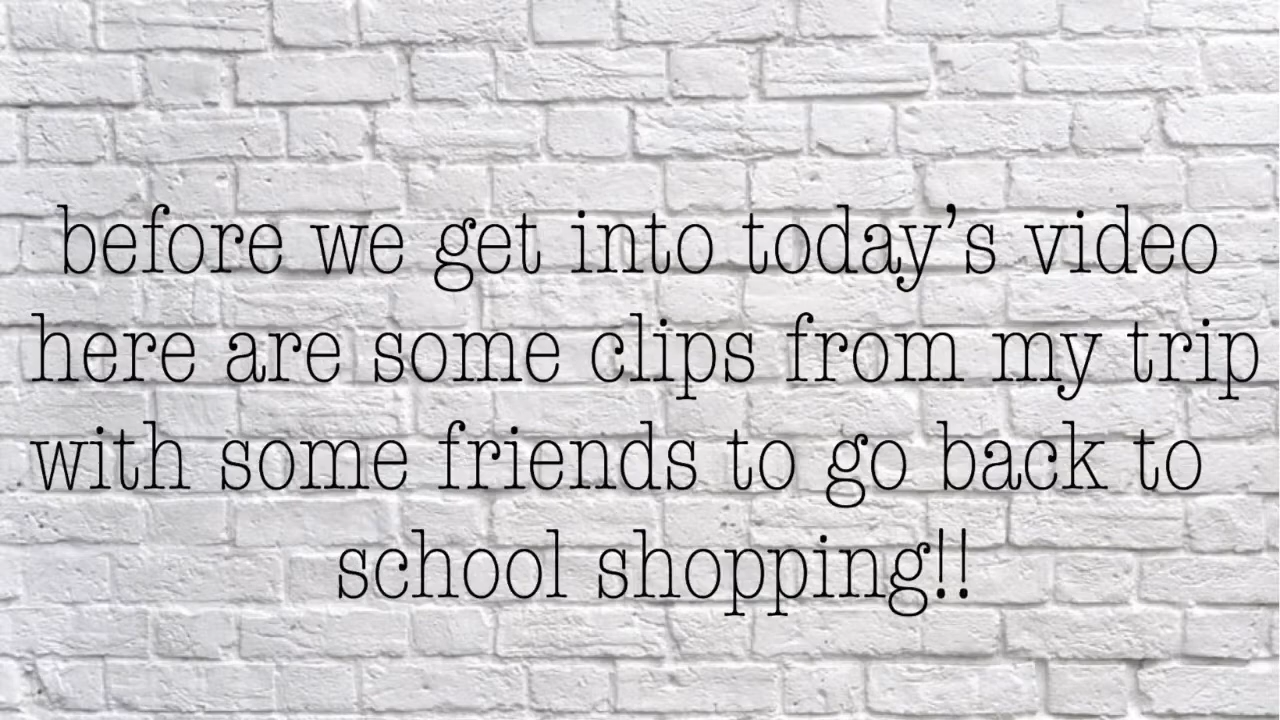 before we get into today’s video
here are some clips from my trip
with some friends to go back to
school shopping!!